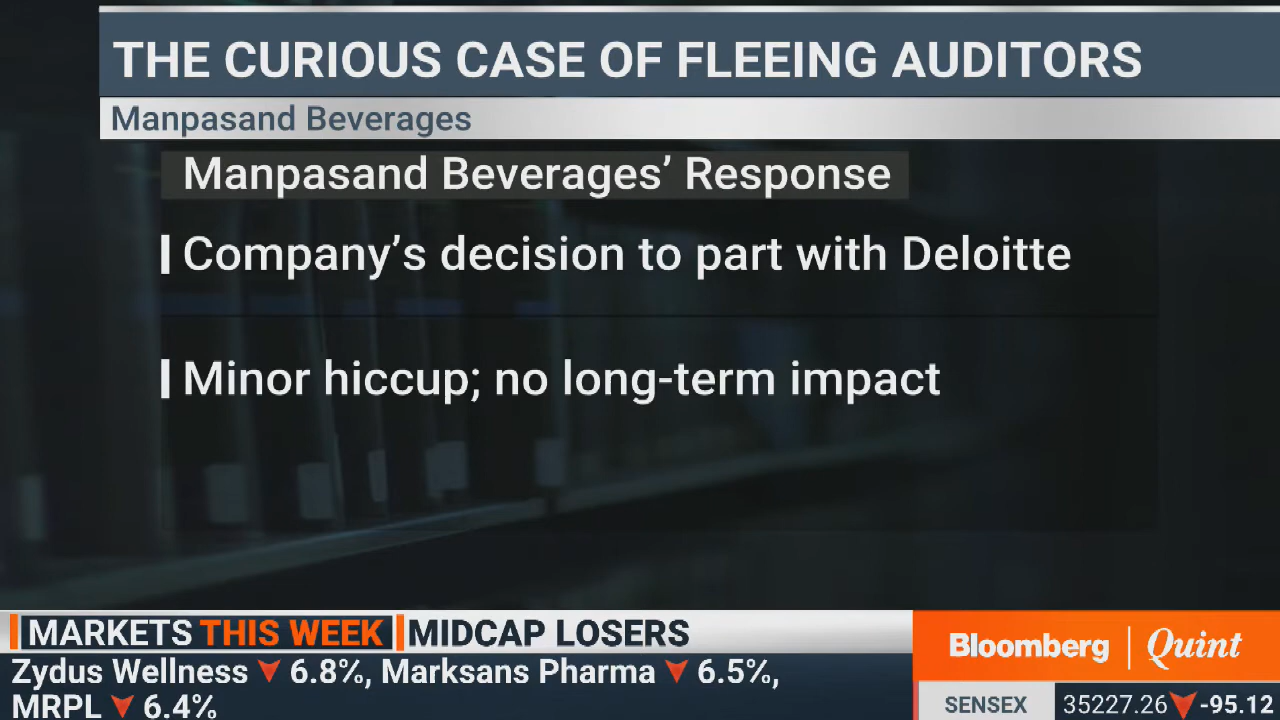 THE CURIOUS CASE OF FLEEING AUDITORS
Manpasand Beverages
Manpasand Beverages’ Response
Company’s decision to part with Deloitte
Minor hiccup; no long-term impact
MARKETS THIS WEEK MIDCAP LOSERS
Zydus Wellness 6.8%, Marksans Pharma 6.5%,
MRPL 6.4%
Bloomberg | Quint
SENSEX 35227.26 -95.12